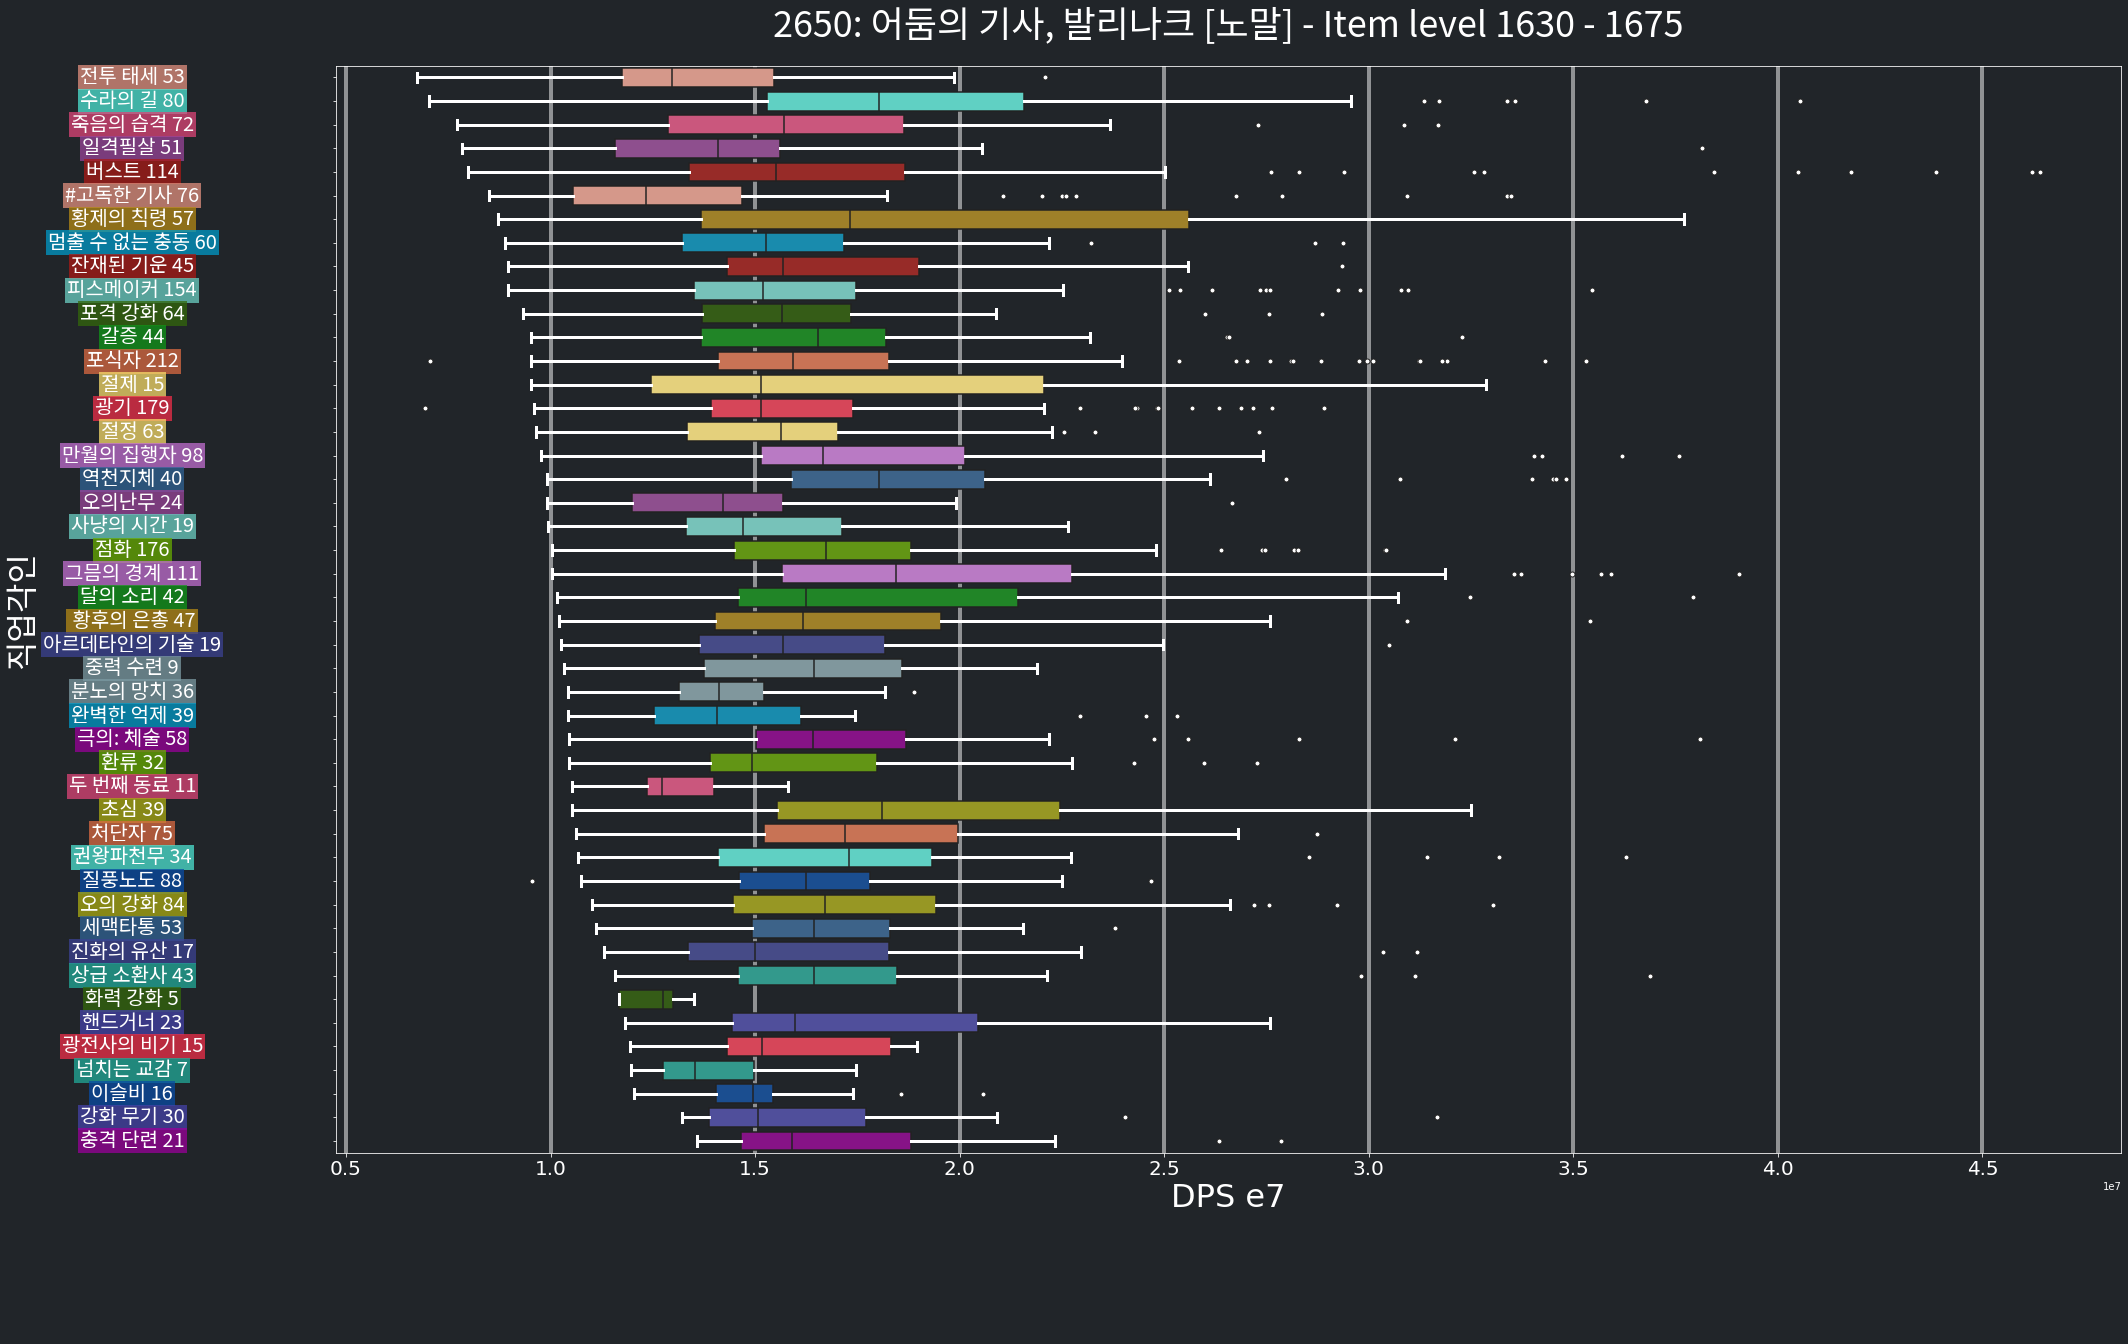 2650: 어둠의 기사, 발리나크 [노말] - Item level 1630 - 1675
직업각인
전투 태세 53
수라의 길 80
죽음의 습격 72
일격필살 51
버스트 114
#고독한 기사 76
황제의 칙령 57
멈출 수 없는 충동 60
잔재된 기운 45
피스메이커 154
포격 강화 64
갈증 44
포식자 212
절제 15
광기 179
절정 63
만월의 집행자 98
역천지체 40
오의난무 24
사냥의 시간 19
점화 176
그믐의 경계 111
달의 소리 42
황후의 은총 47
아르데타인의 기술 19
중력 수련 9
분노의 망치 36
완벽한 억제 39
극의: 체술 58
환류 32
두 번째 동료 11
초심 39
처단자 75
권왕파천무 34
질풍노도 88
오의 강화 84
세맥타통 53
진화의 유산 17
상급 소환사 43
화력 강화 5
핸드거너 23
광전사의 비기 15
넘치는 교감 7
이슬비 16
강화 무기 30
충격 단련 21
0.5 1.0 1.5 2.0 2.5 3.0 3.5 4.0 4.5
DPS e7
1e7